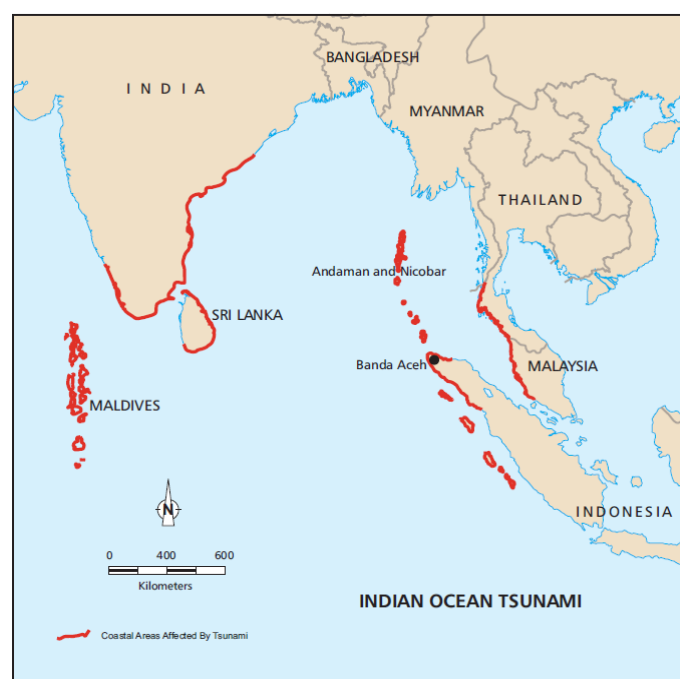 BANGLADESH
I N D I A
MYANMAR
THAILAND
Andaman and Nicobar
SRI LANKA
Banda Aceh
MALAYSIA
MALDIVES
N
INDONESIA
0 400 600
Kilometers
INDIAN OCEAN TSUNAMI
Coastal Areas Affected By Tsunami